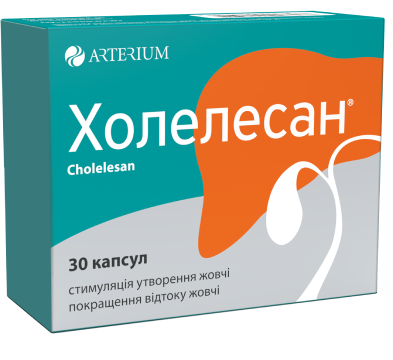 ARTERIUM
Холелесан®
Cholelesan
30 капсул
стимуляція утворення жовчі
покращення відтоку жовчі